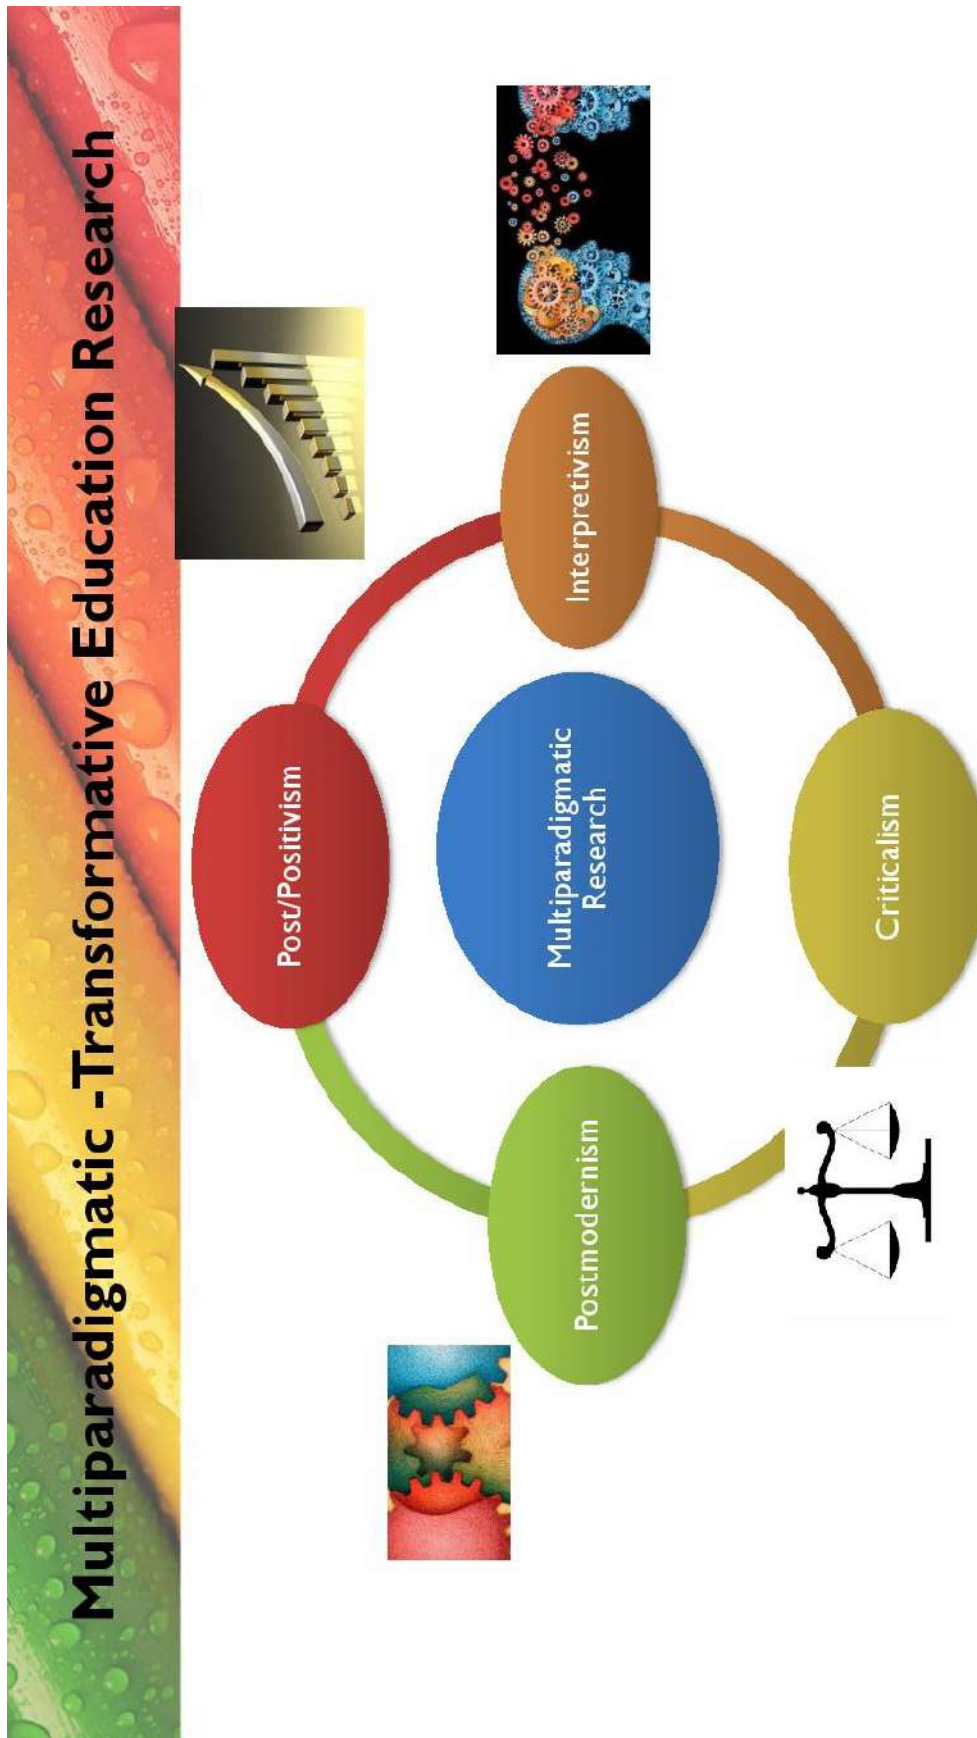 Multiparadigmatic -Transformative Education Research
Post/Positivism
Interpretivism
Multiparadigmatic
Research
Postmodernism
Criticalism